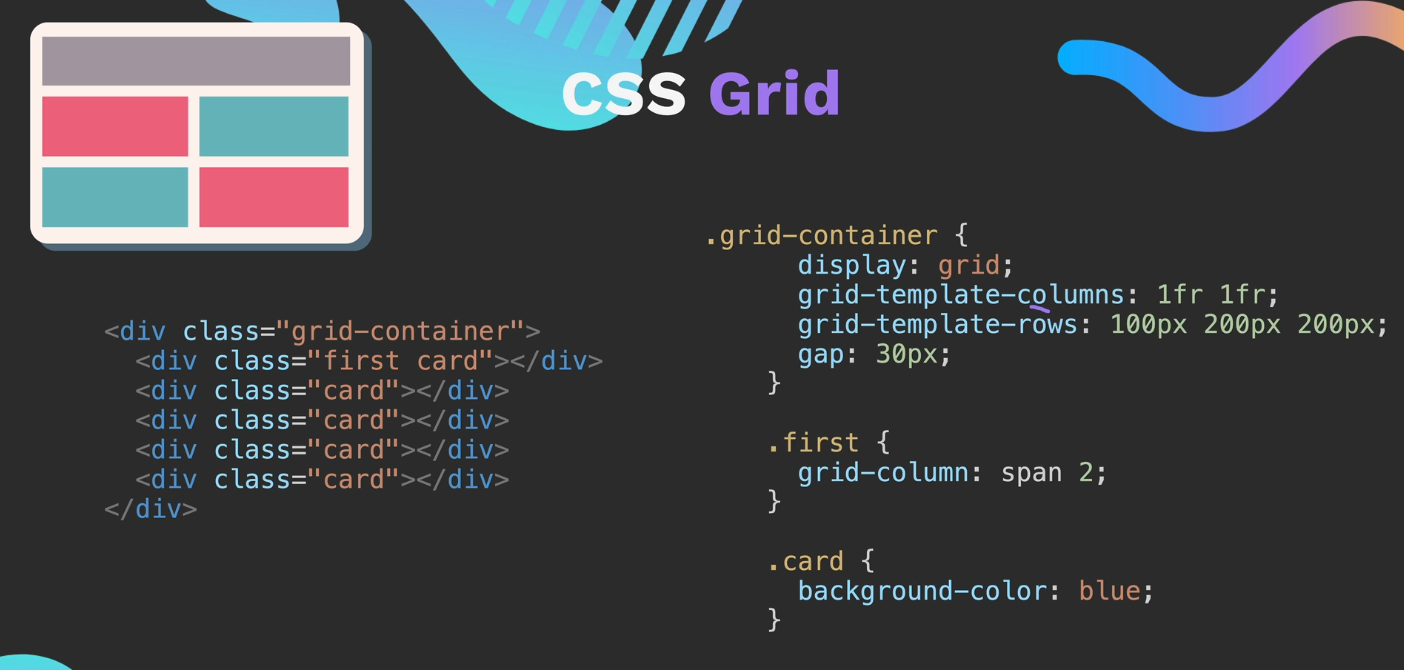 CSS Grid
<div class="grid-container">
  <div class="first card"></div>
  <div class="card"></div>
  <div class="card"></div>
  <div class="card"></div>
  <div class="card"></div>
</div>
.grid-container {
      display: grid;
      grid-template-columns: 1fr 1fr;
      grid-template-rows: 100px 200px 200px;
      gap: 30px;
    }

    .first {
      grid-column: span 2;
    }

    .card {
      background-color: blue;
    }